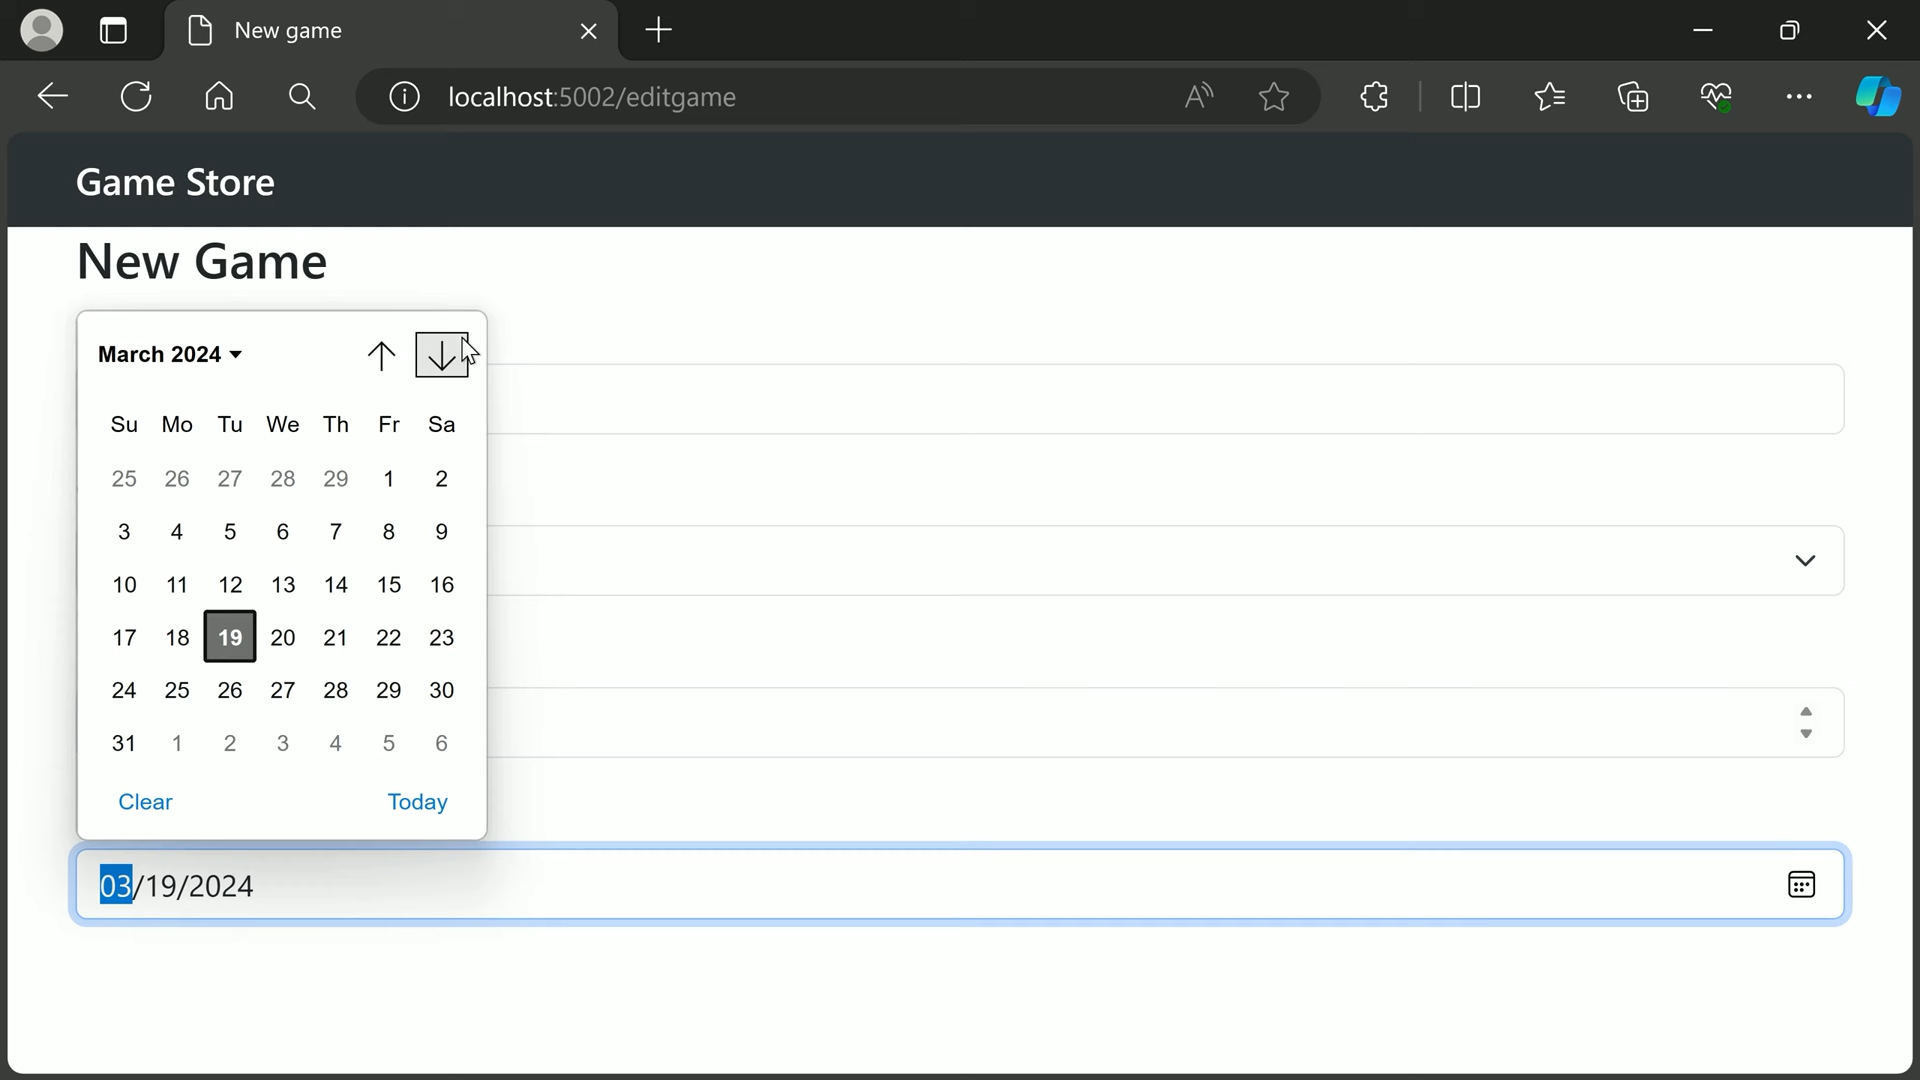 New game
localhost:5002/editgame
Game Store
New Game
March 2024
Su Mo Tu We Th Fr Sa
25 26 27 28 29 1 2
3 4 5 6 7 8 9
10 11 12 13 14 15 16
17 18 19 20 21 22 23
24 25 26 27 28 29 30
31 1 2 3 4 5 6
Clear Today
03/19/2024